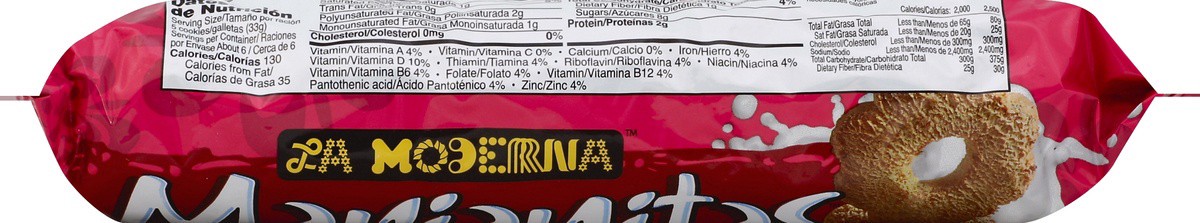 de Nutrición
Serving Size/Tamaño por ración
5 cookies/galletas (33g)
Servings per Container/ Raciones
por Envase About 6 / Cerca de 6
Calories/Calorías 130
Calories from Fat/
Calorías de Grasa 35
Trans Fat/Grasa Trans 0g
Polyunsaturated Fat/Grasa Polinsaturada 2g
Monounsaturated Fat/Grasa Monoinsaturada 1g
Cholesterol/Colesterol 0mg 0%
Dietary Fiber/Fibra Dietética 4%
Sugars/Azúcares 8g
Protein/Proteínas 2g
Vitamin/Vitamina A 4% • Vitamin/Vitamina C 0% • Calcium/Calcio 0% • Iron/Hierro 4%
Vitamin/Vitamina D 10% • Thiamin/Tiamina 4% • Riboflavin/Riboflavina 4% • Niacin/Niacina 4%
Vitamin/Vitamina B6 4% • Folate/Folato 4% • Vitamin/Vitamina B12 4%
Pantothenic acid/Ácido Pantoténico 4% • Zinc/Zinc 4%
Calories/Calorías: 2,000 2,500
Total Fat/Grasa Total Less than/Menos de 65g 80g
Sat Fat/Grasa Saturada Less than/Menos de 20g 25g
Cholesterol/Colesterol Less than/Menos de 300mg 300mg
Sodium/Sodio Less than/Menos de 2,400mg 2,400mg
Total Carbohydrate/Carbohidrato Total 300g 375g
Dietary Fiber/Fibra Dietética 25g 30g
LA MODERNA™
Marianitas